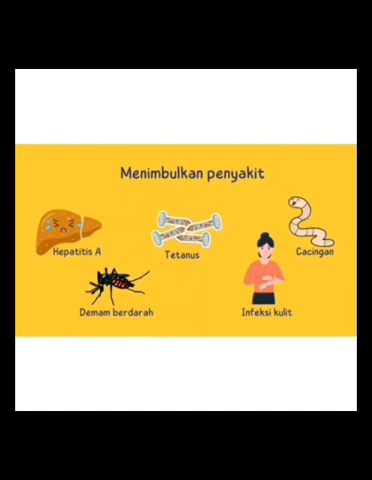 Menimbulkan penyakit
Hepatitis A
Tetanus
Cacingan
Demam berdarah
Infeksi kulit